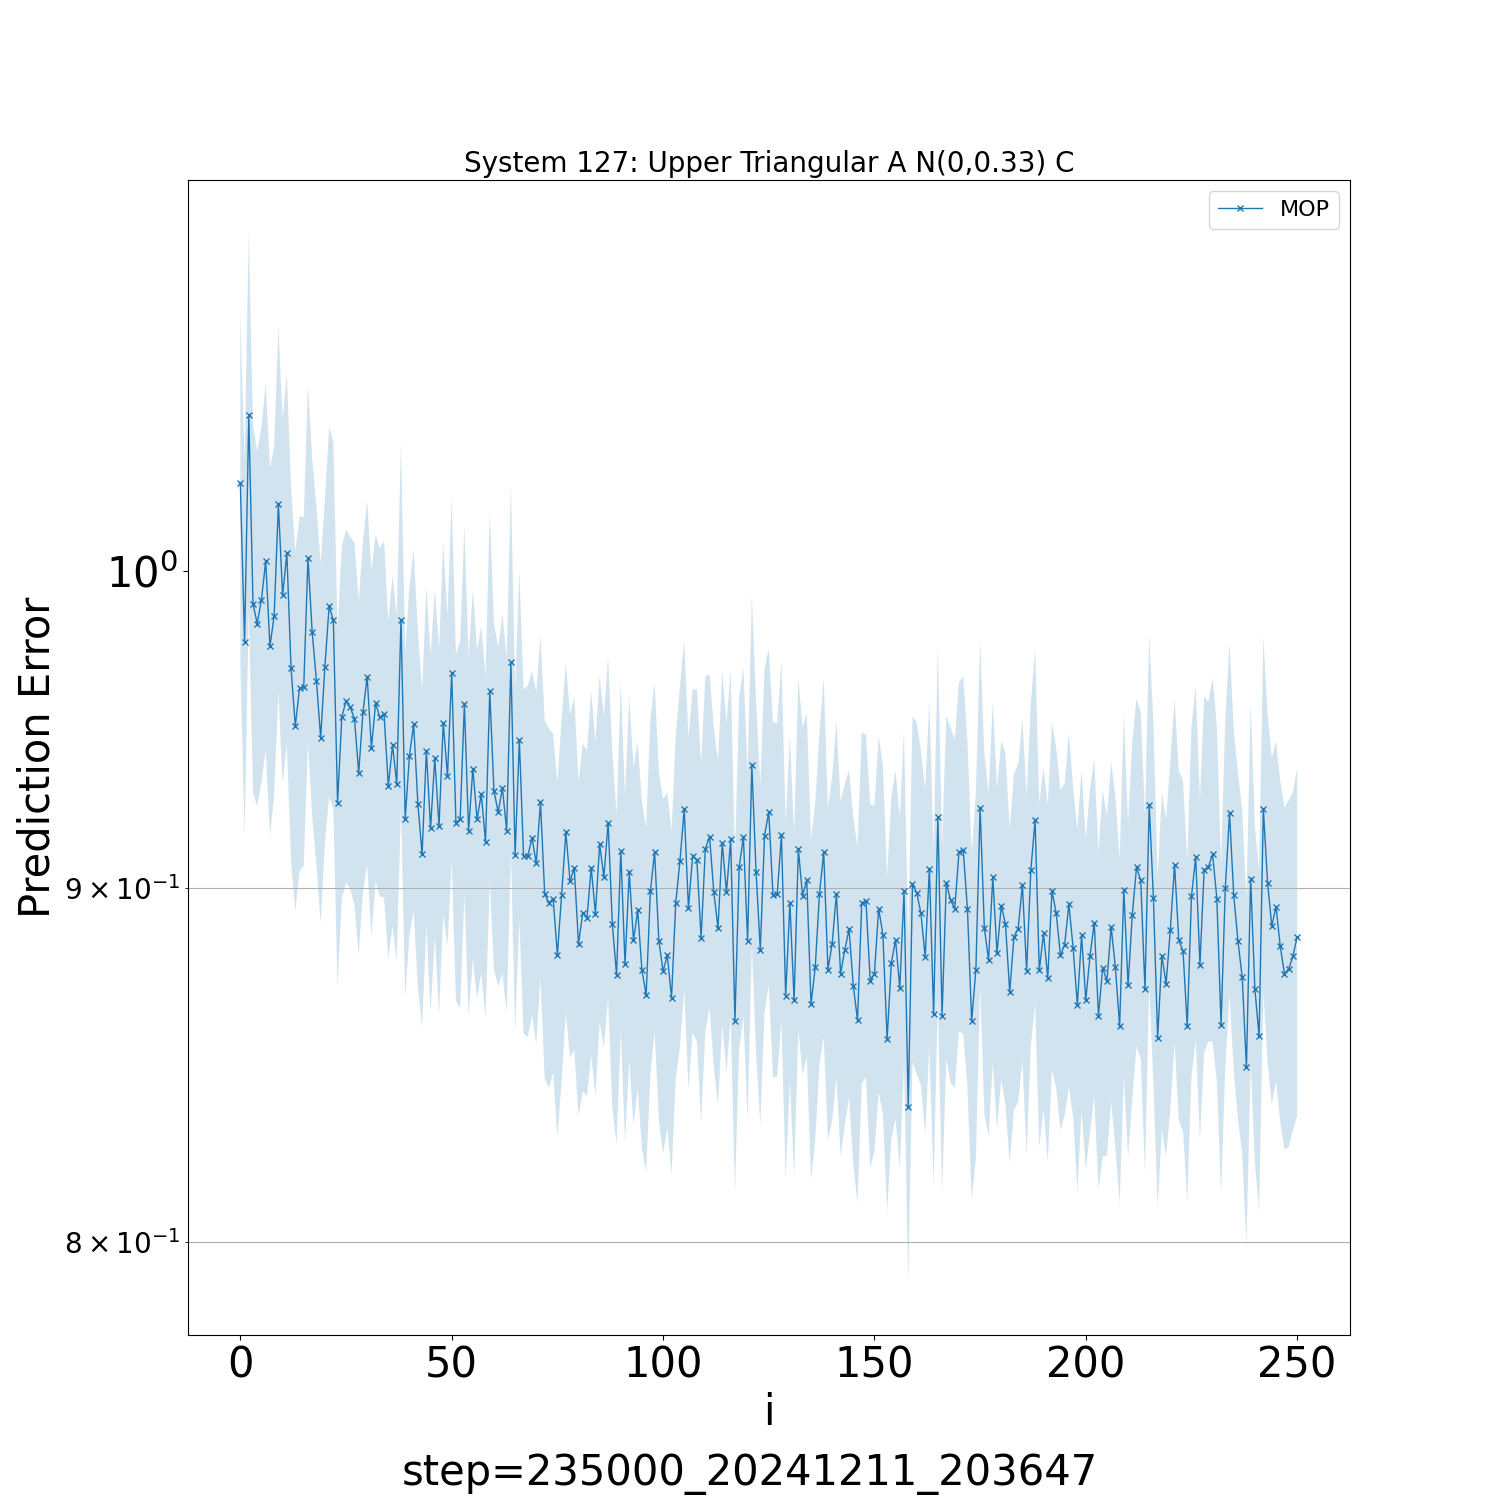 System 127: Upper Triangular A N(0,0.33) C
MOP
10⁰
9 × 10⁻¹
8 × 10⁻¹
Prediction Error
0 50 100 150 200 250
i
step=235000_20241211_203647